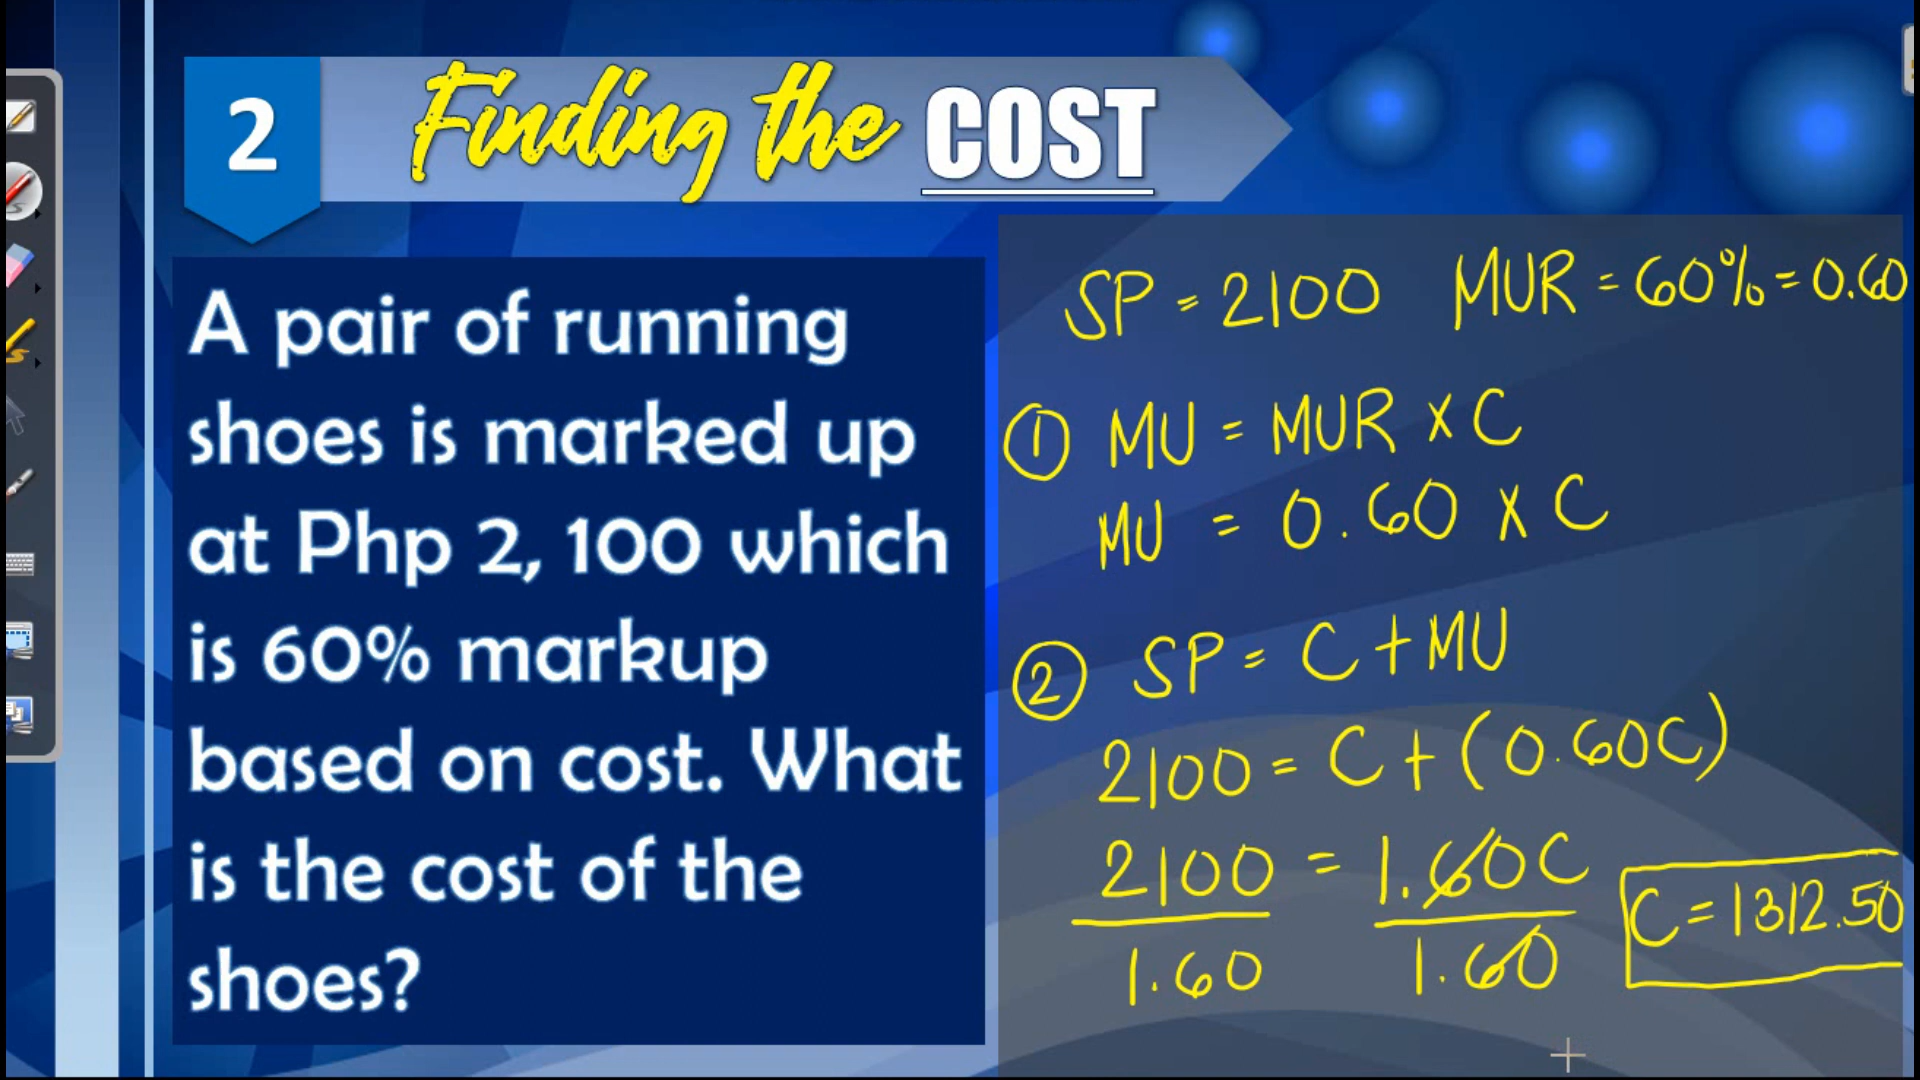 2
Finding the COST
A pair of running
shoes is marked up
at Php 2, 100 which
is 60% markup
based on cost. What
is the cost of the
shoes?
SP = 2100 MUR = 60% = 0.60
① MU = MUR x C
MU = 0.60 x C
② SP = C + MU
2100 = C + (0.60C)
2100 = 1.60C
1.60 1.60
C = 1312.50